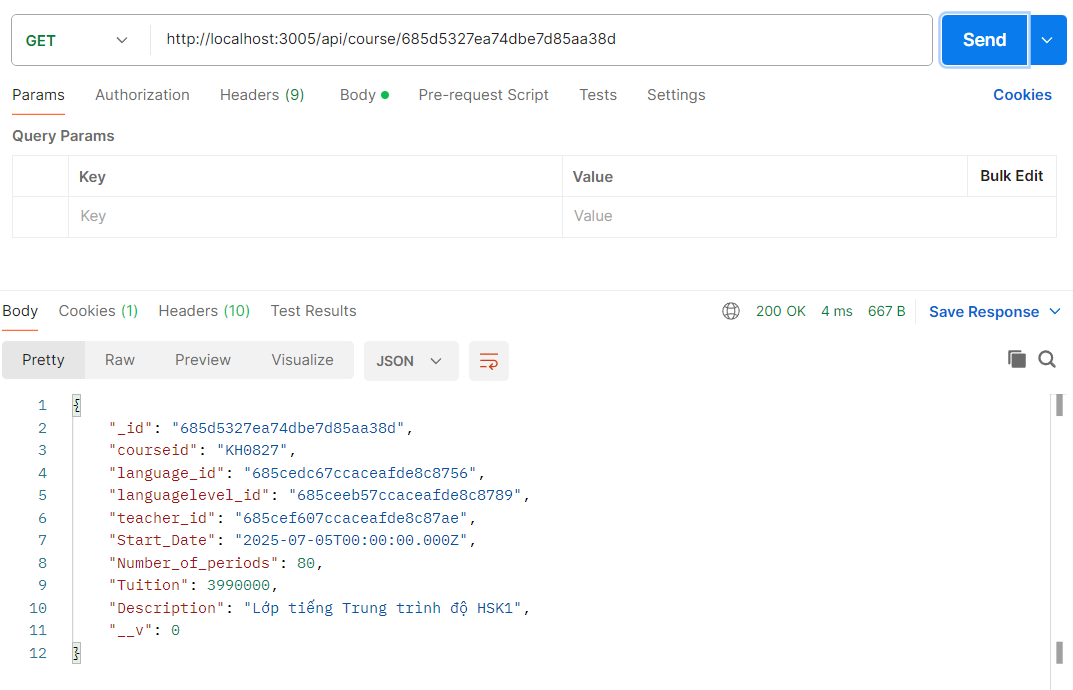 GET http://localhost:3005/api/course/685d5327ea74dbe7d85aa38d Send
Params Authorization Headers (9) Body Pre-request Script Tests Settings Cookies
Query Params
Key Value Bulk Edit
Key Value
Body Cookies (1) Headers (10) Test Results 200 OK 4 ms 667 B Save Response
Pretty Raw Preview Visualize JSON
1 {
2 "_id": "685d5327ea74dbe7d85aa38d",
3 "courseid": "KH0827",
4 "language_id": "685cedc67ccaceafde8c8756",
5 "languagelevel_id": "685ceeb57ccaceafde8c8789",
6 "teacher_id": "685cef607ccaceafde8c87ae",
7 "Start_Date": "2025-07-05T00:00:00.000Z",
8 "Number_of_periods": 80,
9 "Tuition": 3990000,
10 "Description": "Lớp tiếng Trung trình độ HSK1",
11 "__v": 0
12 }